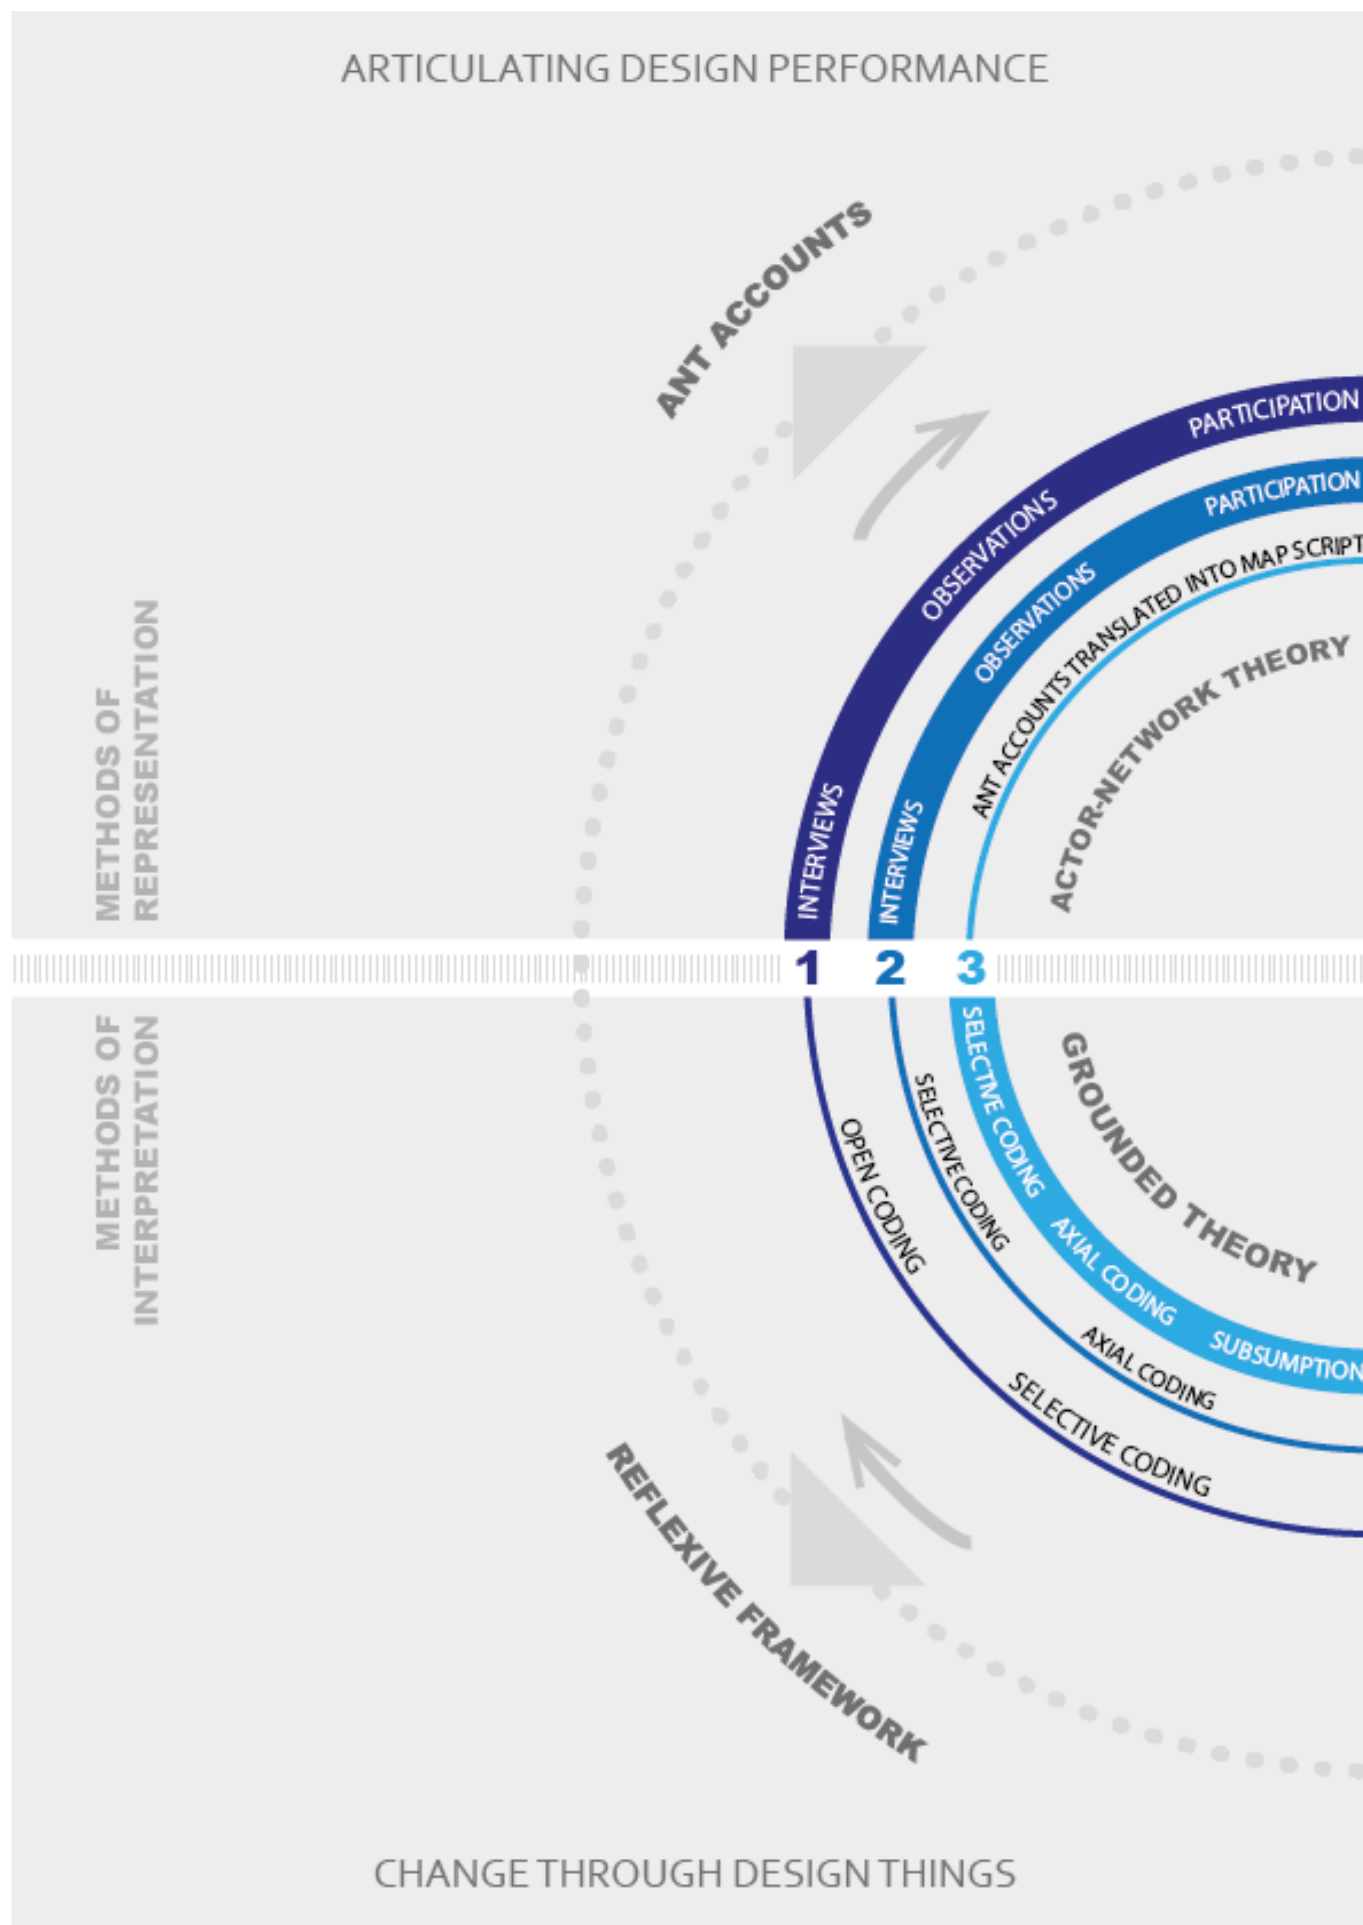 ARTICULATING DESIGN PERFORMANCE
ANT ACCOUNTS
PARTICIPATION
OBSERVATIONS
INTERVIEWS
PARTICIPATION
OBSERVATIONS
INTERVIEWS
ANT ACCOUNTS TRANSLATED INTO MAP SCRIPT
ACTOR-NETWORK THEORY
METHODS OF
REPRESENTATION
1 2 3
METHODS OF
INTERPRETATION
SELECTIVE CODING AXIAL CODING SUBSUMPTION
GROUNDED THEORY
SELECTIVE CODING
AXIAL CODING
OPEN CODING
SELECTIVE CODING
REFLEXIVE FRAMEWORK
CHANGE THROUGH DESIGN THINGS